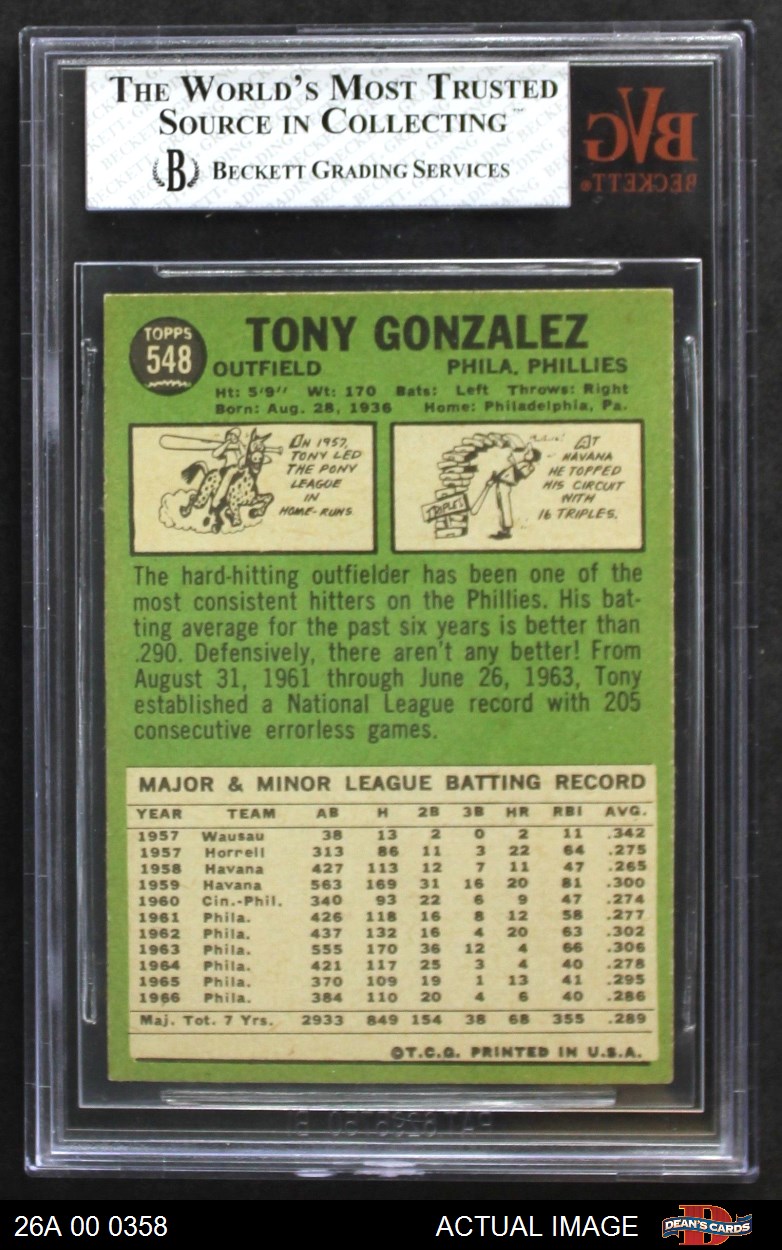 THE WORLD'S MOST TRUSTED
SOURCE IN COLLECTING™
B BECKETT GRADING SERVICES
BVG
BECKETT®
TOPPS
548
TONY GONZALEZ
OUTFIELD PHILA. PHILLIES
Ht: 5'9" Wt: 170 Bats: Left Throws: Right
Born: Aug. 28, 1936 Home: Philadelphia, Pa.
IN 1957,
TONY LED
THE PONY
LEAGUE
IN
HOME-RUNS
AT
HAVANA
HE TOPPED
HIS CIRCUIT
WITH
16 TRIPLES.
TRIPLES
The hard-hitting outfielder has been one of the
most consistent hitters on the Phillies. His bat-
ting average for the past six years is better than
.290. Defensively, there aren't any better! From
August 31, 1961 through June 26, 1963, Tony
established a National League record with 205
consecutive errorless games.
MAJOR & MINOR LEAGUE BATTING RECORD
YEAR TEAM AB H 2B 3B HR RBI AVG.
1957 Wausau 38 13 2 0 2 11 .342
1957 Hornell 313 86 11 3 22 64 .275
1958 Havana 427 113 12 7 11 47 .265
1959 Havana 563 169 31 16 20 81 .300
1960 Cin.-Phil. 340 93 22 6 9 47 .274
1961 Phila. 426 118 16 8 12 58 .277
1962 Phila. 437 132 16 4 20 63 .302
1963 Phila. 555 170 36 12 4 66 .306
1964 Phila. 421 117 25 3 4 40 .278
1965 Phila. 370 109 19 1 13 41 .295
1966 Phila. 384 110 20 4 6 40 .286
Maj. Tot. 7 Yrs. 2933 849 154 38 68 355 .289
©T.C.G. PRINTED IN U.S.A.
26A 00 0358 ACTUAL IMAGE DEAN'S CARDS